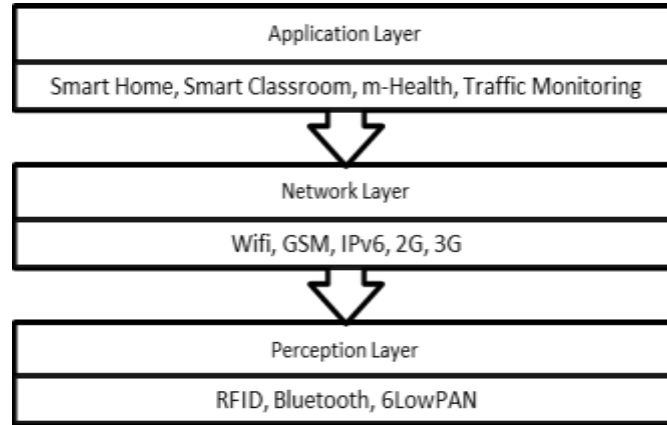 Application Layer
Smart Home, Smart Classroom, m-Health, Traffic Monitoring
Network Layer
Wifi, GSM, IPv6, 2G, 3G
Perception Layer
RFID, Bluetooth, 6LowPAN